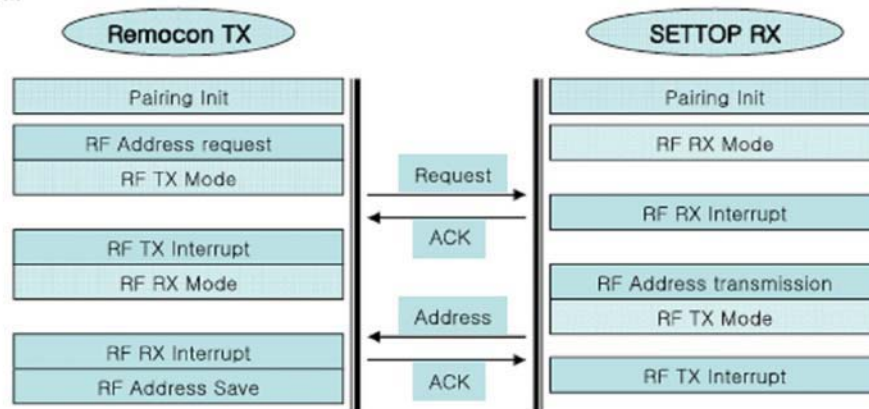 Remocon TX
SETTOP RX
Pairing Init
Pairing Init
RF Address request
RF RX Mode
RF TX Mode
Request
RF RX Interrupt
ACK
RF TX Interrupt
RF RX Mode
RF Address transmission
Address
RF TX Mode
RF RX Interrupt
RF Address Save
ACK
RF TX Interrupt